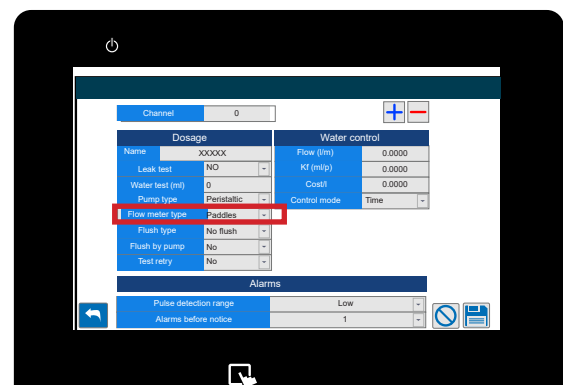 Channel 0
Dosage
Name XXXXX
Leak test NO
Water test (ml) 0
Pump type Peristaltic
Flow meter type Paddles
Flush type No flush
Flush by pump No
Test retry No
Water control
Flow (l/m) 0.0000
Kf (ml/p) 0.0000
Cost/l 0.0000
Control mode Time
Alarms
Pulse detection range Low
Alarms before notice 1